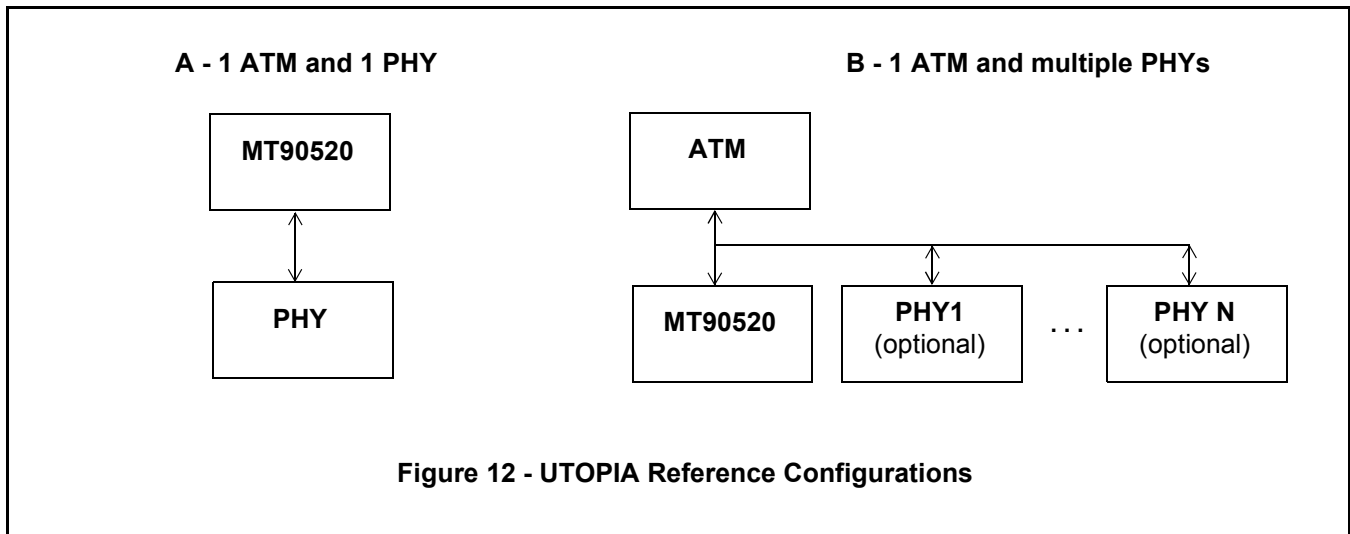 A - 1 ATM and 1 PHY
B - 1 ATM and multiple PHYs
MT90520
PHY
ATM
MT90520
PHY1
(optional)
. . .
PHY N
(optional)
Figure 12 - UTOPIA Reference Configurations